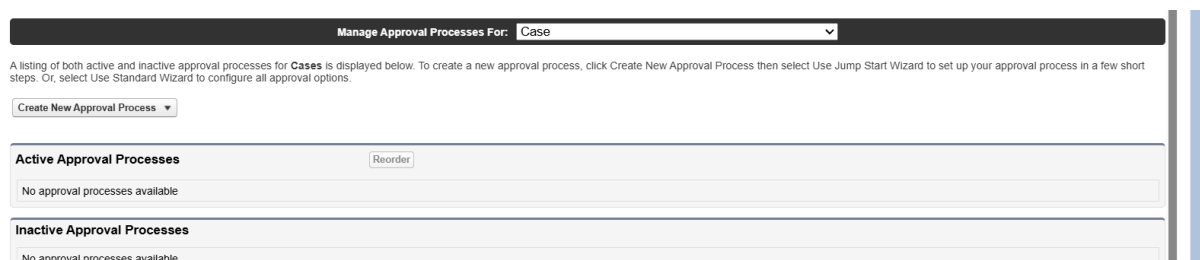 Manage Approval Processes For: Case
A listing of both active and inactive approval processes for Cases is displayed below. To create a new approval process, click Create New Approval Process then select Use Jump Start Wizard to set up your approval process in a few short
steps. Or, select Use Standard Wizard to configure all approval options.
Create New Approval Process
Active Approval Processes Reorder
No approval processes available
Inactive Approval Processes
No approval processes available